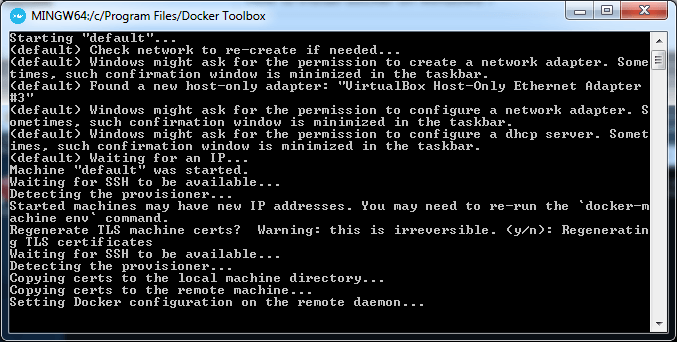 MINGW64:/c/Program Files/Docker Toolbox
Starting "default"...
(default) Check network to re-create if needed...
(default) Windows might ask for the permission to create a network adapter. Some
times, such confirmation window is minimized in the taskbar.
(default) Found a new host-only adapter: "VirtualBox Host-Only Ethernet Adapter
#3"
(default) Windows might ask for the permission to configure a network adapter. S
ometimes, such confirmation window is minimized in the taskbar.
(default) Windows might ask for the permission to configure a dhcp server. Somet
imes, such confirmation window is minimized in the taskbar.
(default) Waiting for an IP...
Machine "default" was started.
Waiting for SSH to be available...
Detecting the provisioner...
Started machines may have new IP addresses. You may need to re-run the `docker-m
achine env` command.
Regenerate TLS machine certs?  Warning: this is irreversible. (y/n): Regeneratin
g TLS certificates
Waiting for SSH to be available...
Detecting the provisioner...
Copying certs to the local machine directory...
Copying certs to the remote machine...
Setting Docker configuration on the remote daemon...